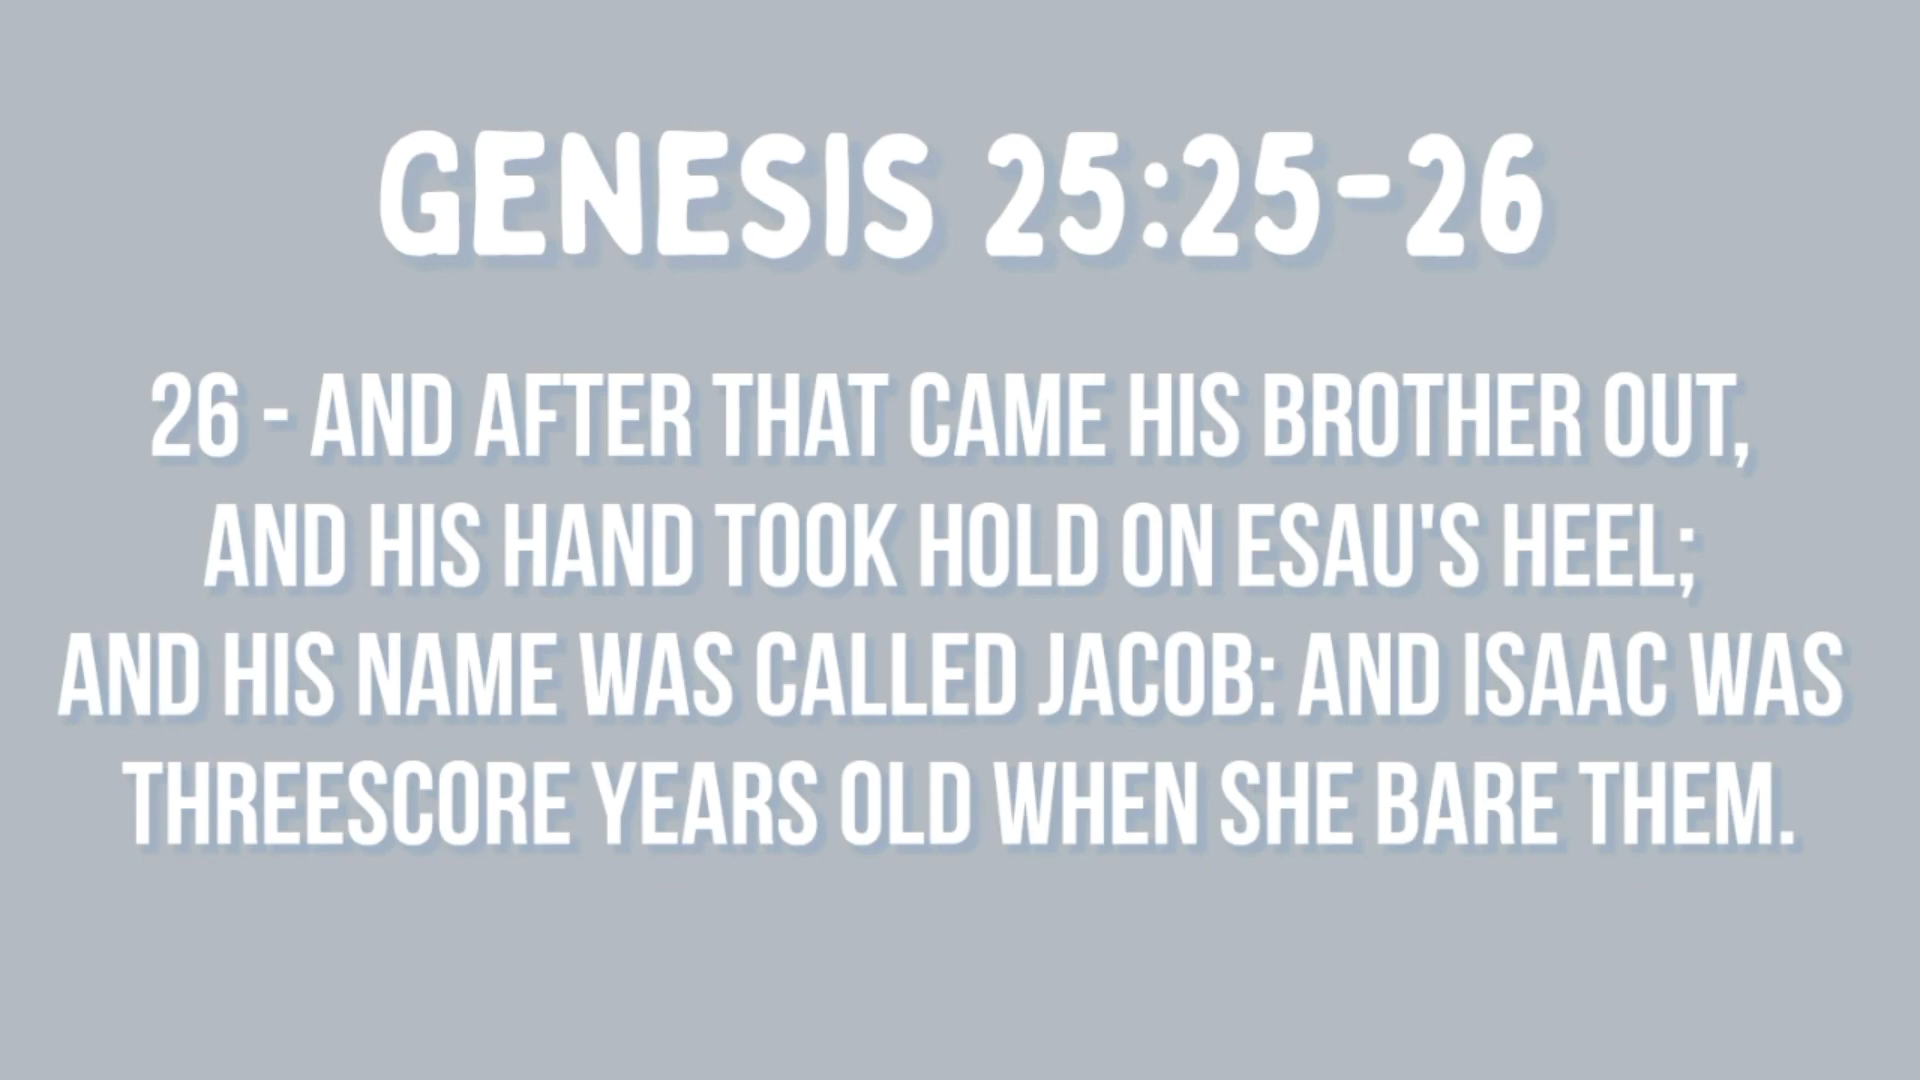 GENESIS 25:25-26
26 - AND AFTER THAT CAME HIS BROTHER OUT,
AND HIS HAND TOOK HOLD ON ESAU'S HEEL;
AND HIS NAME WAS CALLED JACOB: AND ISAAC WAS
THREESCORE YEARS OLD WHEN SHE BARE THEM.